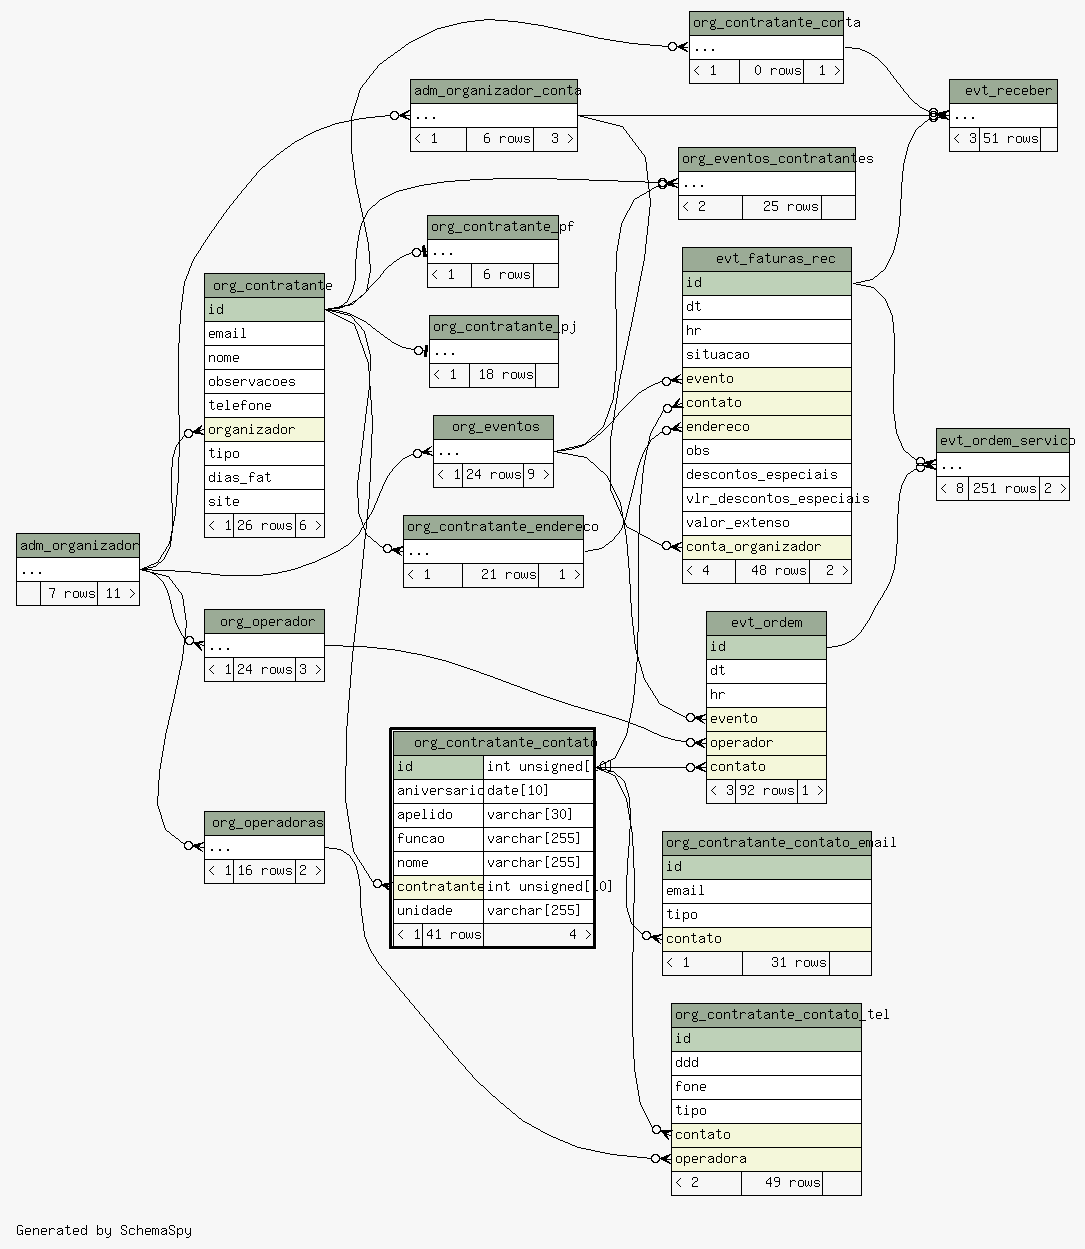 org_contratante_conta
...
< 1 0 rows 1 >
adm_organizador_conta
...
< 1 6 rows 3 >
evt_receber
...
< 3 51 rows
org_eventos_contratantes
...
< 2 25 rows
org_contratante_pf
...
< 1 6 rows
evt_faturas_rec
id
dt
hr
situacao
evento
contato
endereco
obs
descontos_especiais
vlr_descontos_especiais
valor_extenso
conta_organizador
< 4 48 rows 2 >
org_contratante
id
email
nome
observacoes
telefone
organizador
tipo
dias_fat
site
< 1 26 rows 6 >
org_contratante_pj
...
< 1 18 rows
org_eventos
...
< 1 24 rows 9 >
evt_ordem_servico
...
< 8 251 rows 2 >
org_contratante_endereco
...
< 1 21 rows 1 >
adm_organizador
...
7 rows 11 >
org_operador
...
< 1 24 rows 3 >
evt_ordem
id
dt
hr
evento
operador
contato
< 3 92 rows 1 >
org_contratante_contato
id int unsigned[10]
aniversario date[10]
apelido varchar[30]
funcao varchar[255]
nome varchar[255]
contratante int unsigned[10]
unidade varchar[255]
< 1 41 rows 4 >
org_operadoras
...
< 1 16 rows 2 >
org_contratante_contato_email
id
email
tipo
contato
< 1 31 rows
org_contratante_contato_tel
id
ddd
fone
tipo
contato
operadora
< 2 49 rows
Generated by SchemaSpy